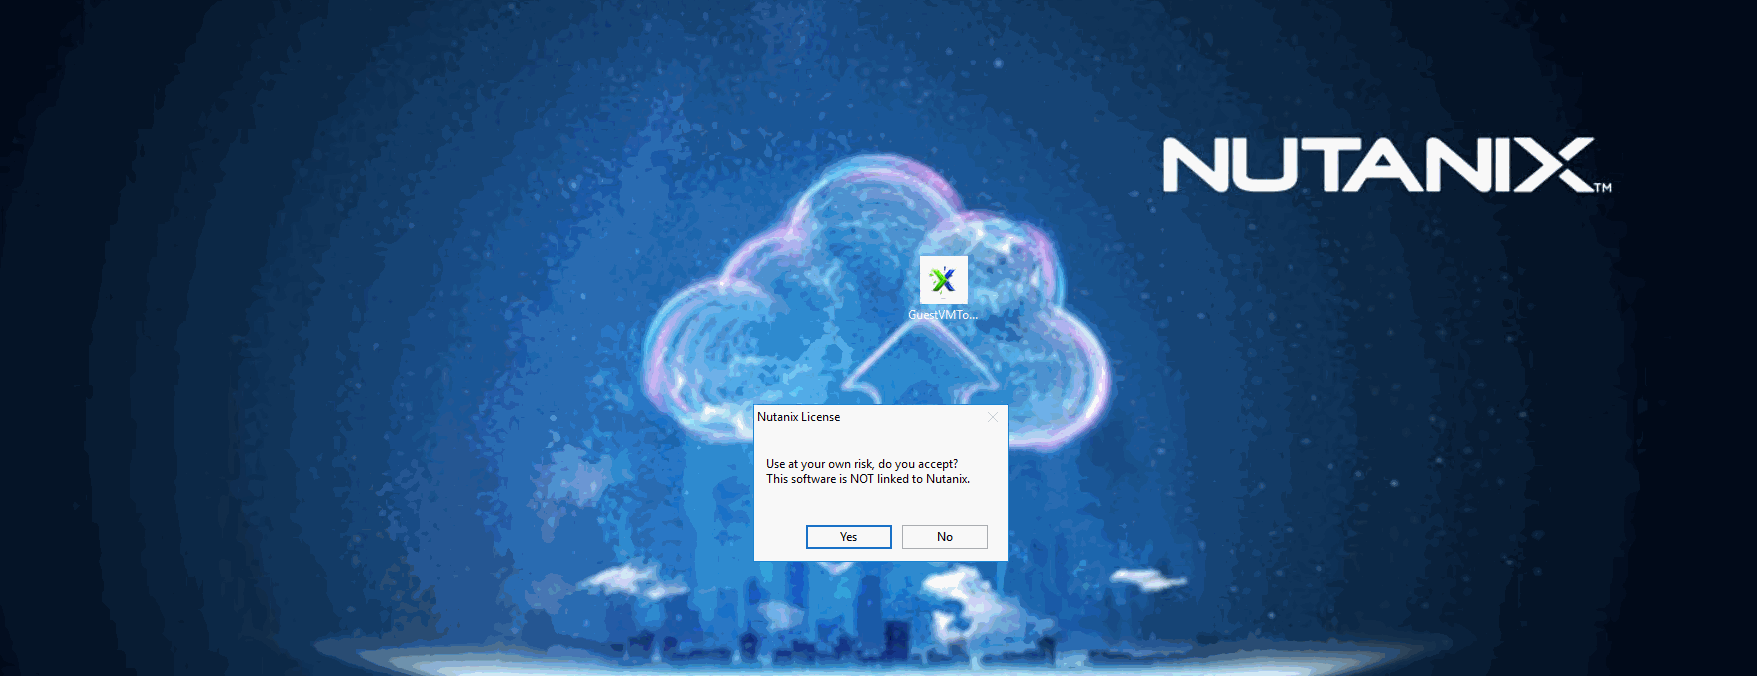 NUTANIX™
GuestVMTo...
Nutanix License
Use at your own risk, do you accept?
This software is NOT linked to Nutanix.
Yes
No